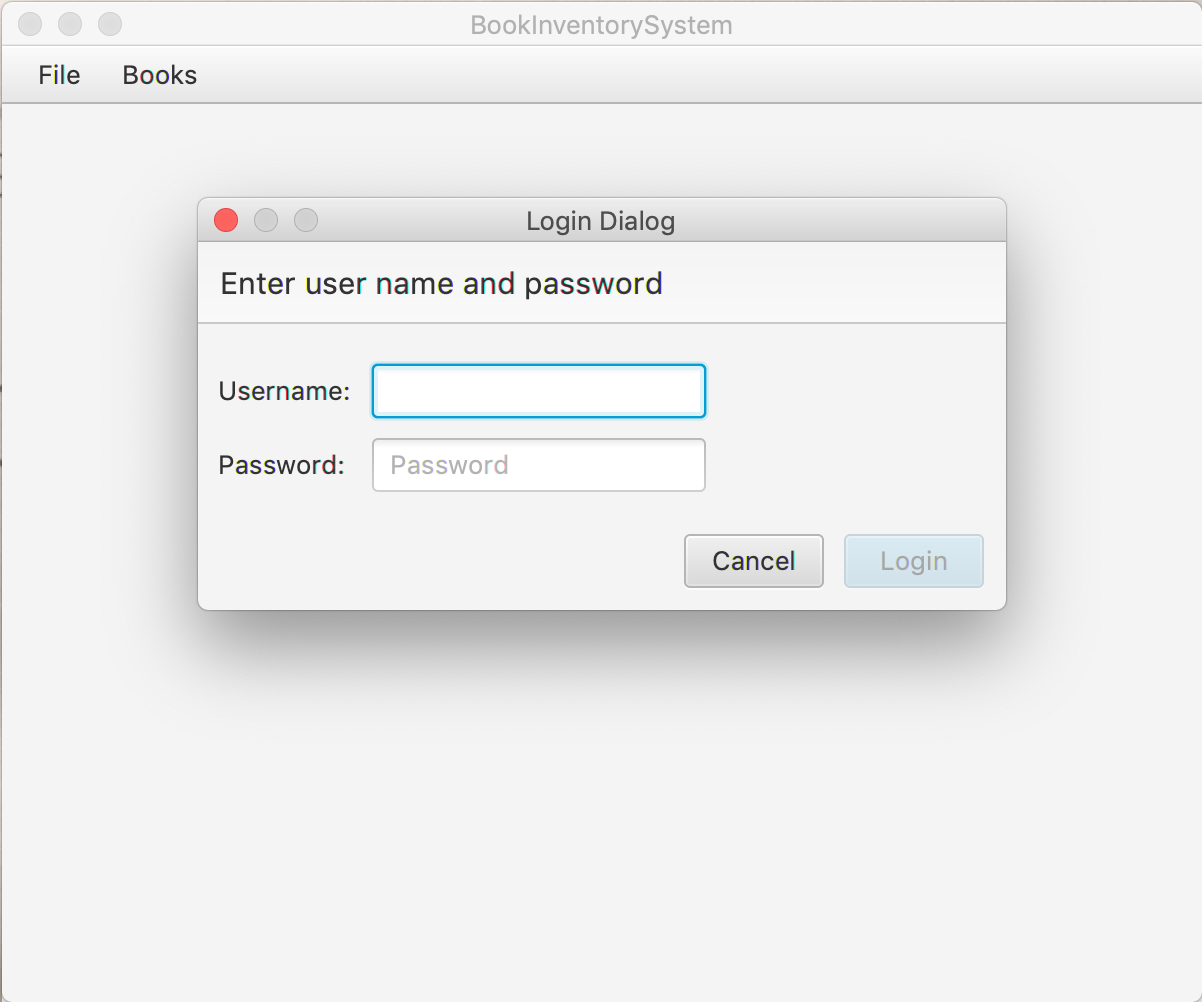 BookInventorySystem
File Books
Login Dialog
Enter user name and password
Username:
Password: Password
Cancel Login